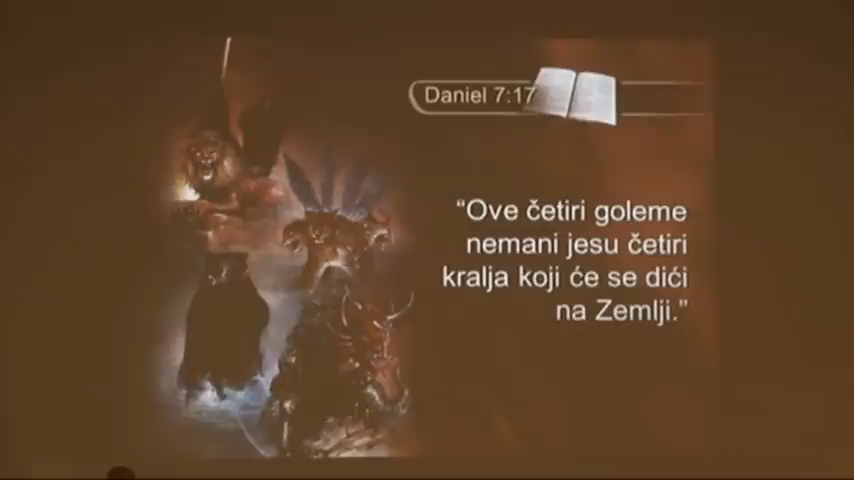 Daniel 7:17
“Ove četiri goleme
nemani jesu četiri
kralja koji će se dići
na Zemlji.”